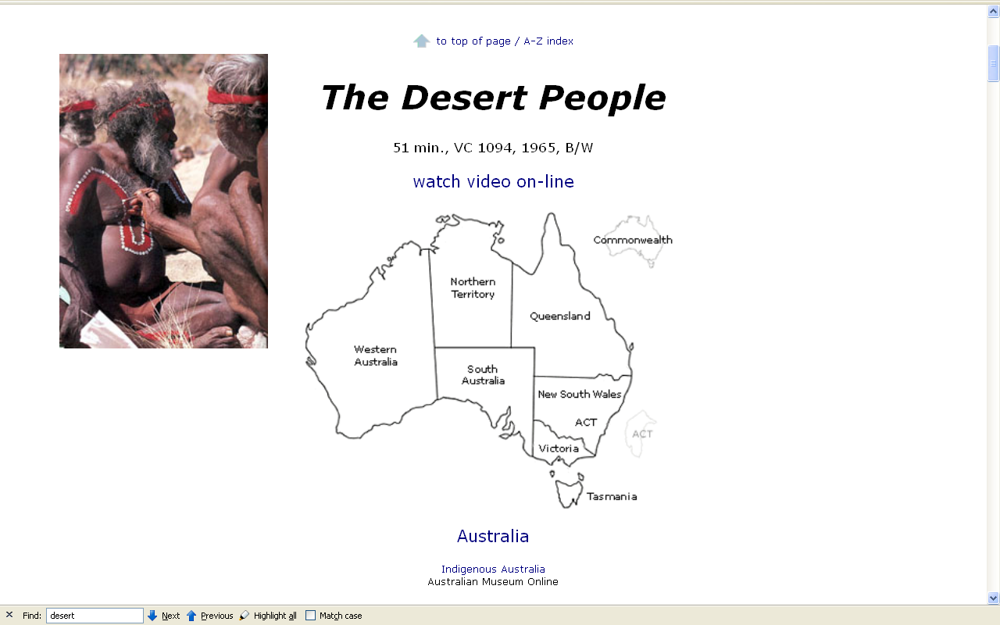 to top of page / A-Z index
The Desert People
51 min., VC 1094, 1965, B/W
watch video on-line
Commonwealth
Northern
Territory
Queensland
Western
Australia
South
Australia
New South Wales
ACT
ACT
Victoria
Tasmania
Australia
Indigenous Australia
Australian Museum Online
Find: desert Next Previous Highlight all Match case